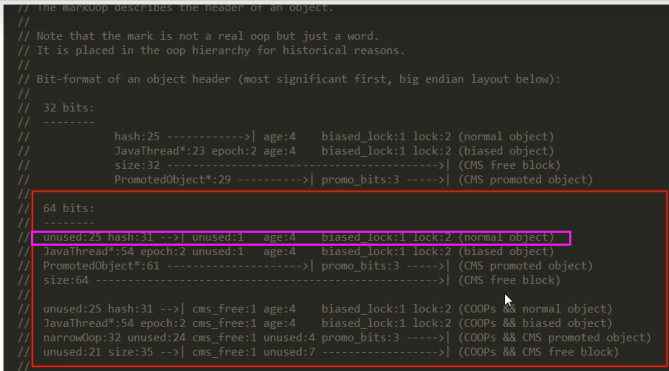 // The markOop describes the header of an object.
//
// Note that the mark is not a real oop but just a word.
// It is placed in the oop hierarchy for historical reasons.
//
// Bit-format of an object header (most significant first, big endian layout below):
//
// 32 bits:
// --------
// hash:25 ------------>| age:4 biased_lock:1 lock:2 (normal object)
// JavaThread*:23 epoch:2 age:4 biased_lock:1 lock:2 (biased object)
// size:32 ------------------------------------------>| (CMS free block)
// PromotedObject*:29 ---------->| promo_bits:3 ----->| (CMS promoted object)
//
// 64 bits:
// --------
// unused:25 hash:31 -->| unused:1 age:4 biased_lock:1 lock:2 (normal object)
// JavaThread*:54 epoch:2 unused:1 age:4 biased_lock:1 lock:2 (biased object)
// PromotedObject*:61 --------------------->| promo_bits:3 ----->| (CMS promoted object)
// size:64 ----------------------------------------------------->| (CMS free block)
//
// unused:25 hash:31 -->| cms_free:1 age:4 biased_lock:1 lock:2 (COOPs && normal object)
// JavaThread*:54 epoch:2 cms_free:1 age:4 biased_lock:1 lock:2 (COOPs && biased object)
// narrowOop:32 unused:24 cms_free:1 unused:4 promo_bits:3 ----->| (COOPs && CMS promoted object)
// unused:21 size:35 -->| cms_free:1 unused:7 ------------------>| (COOPs && CMS free block)
//